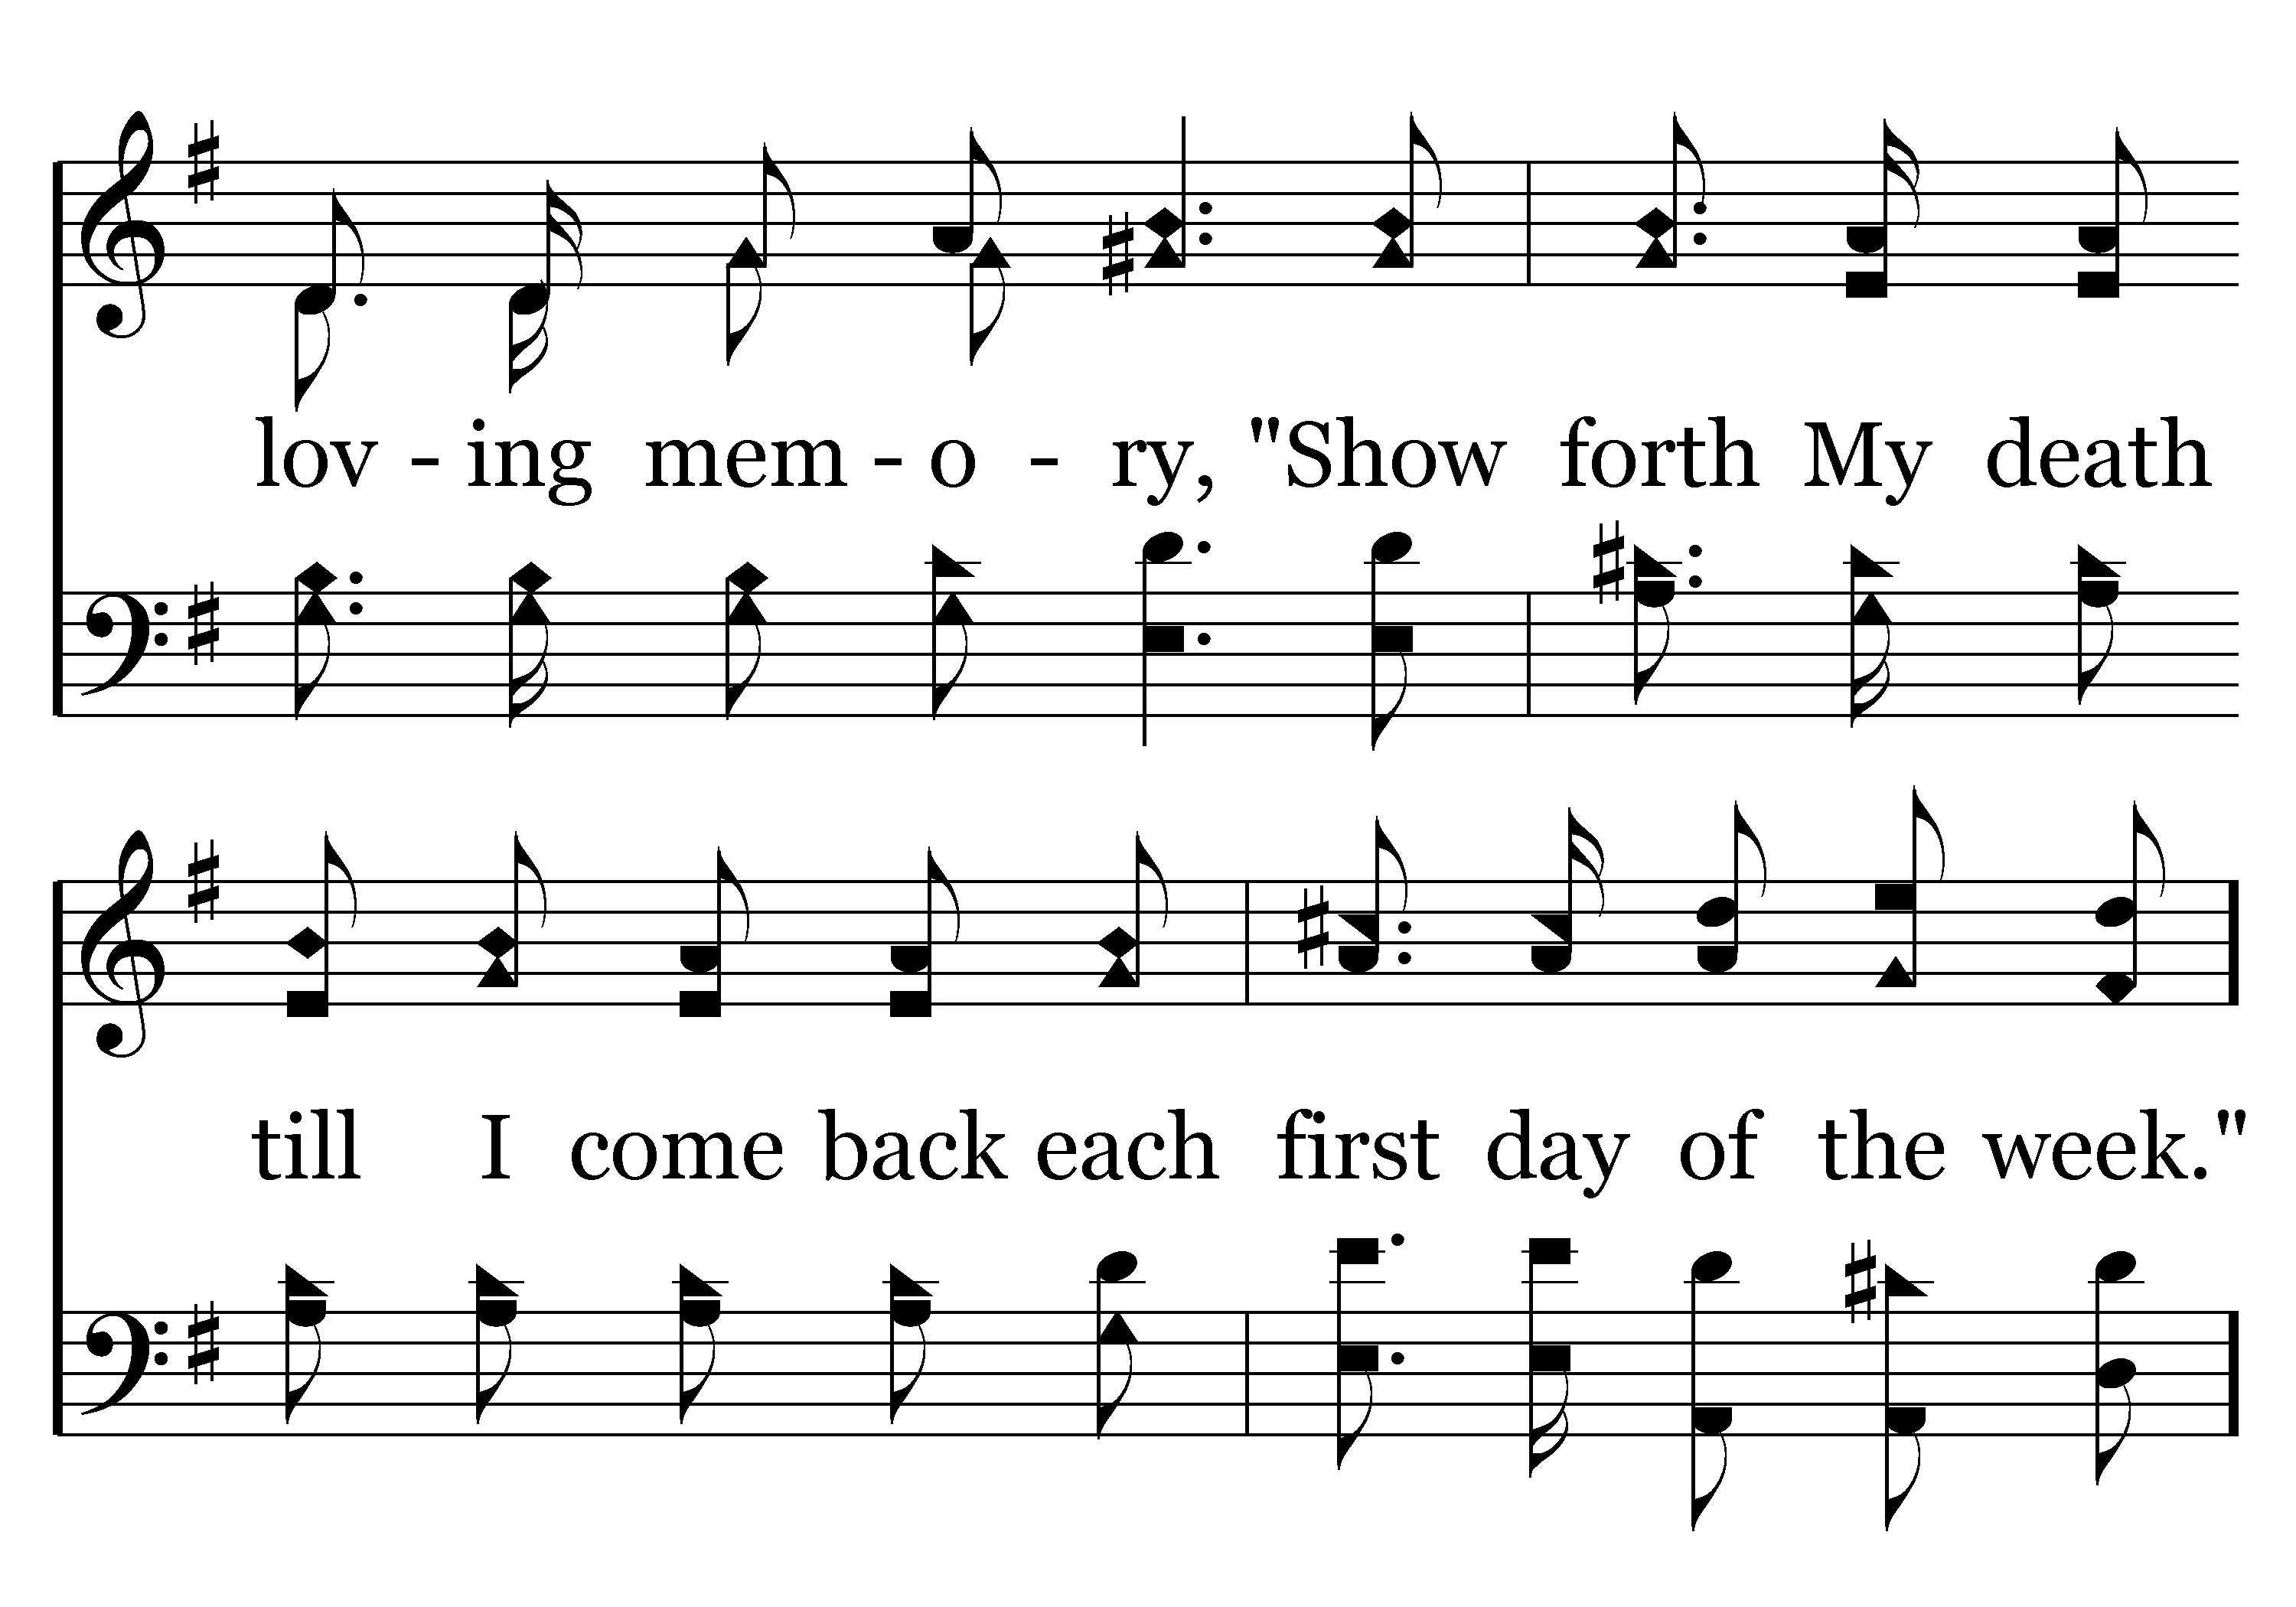 lov - ing mem - o - ry, "Show forth My death
till I come back each first day of the week."